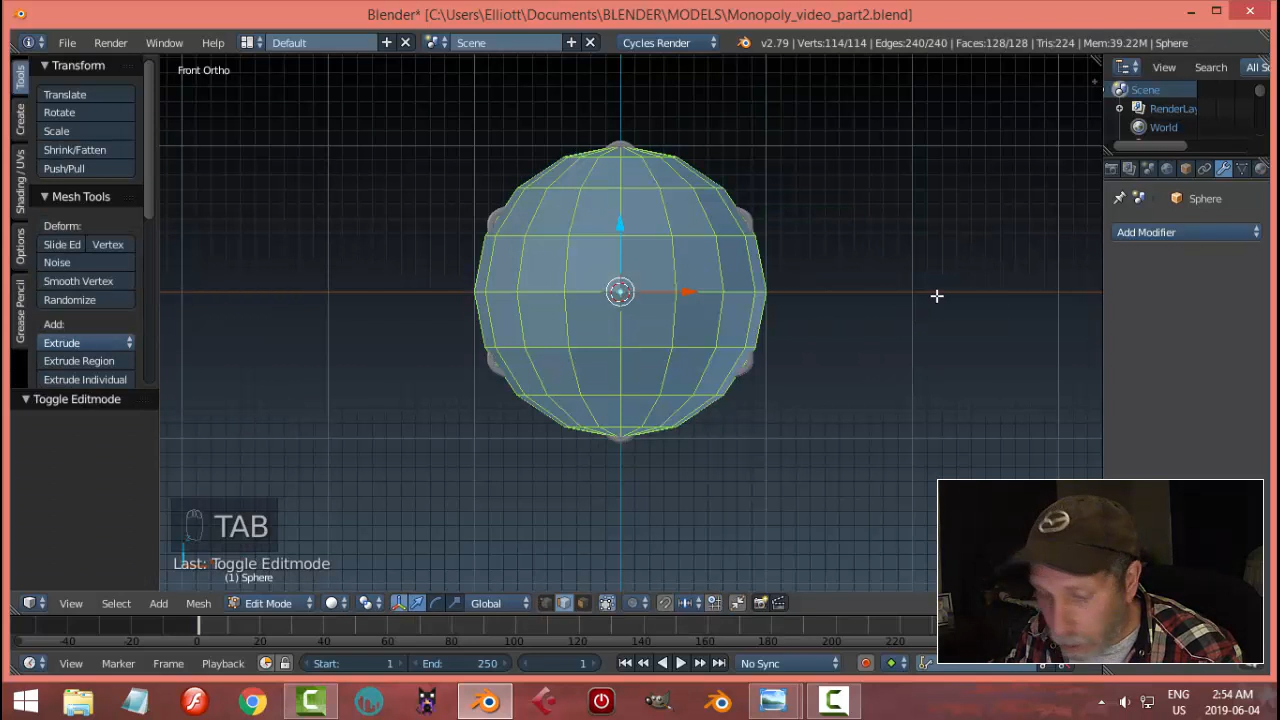 Blender* [C:\Users\Elliott\Documents\BLENDER\MODELS\Monopoly_video_part2.blend]
File Render Window Help Default Scene Cycles Render v2.79 | Verts:114/114 | Edges:240/240 | Faces:128/128 | Tris:224 | Mem:39.22M | Sphere
Tools
Create
Shading / UVs
Options
Grease Pencil
Transform
Translate
Rotate
Scale
Shrink/Fatten
Push/Pull
Mesh Tools
Deform:
Slide Ed Vertex
Noise
Smooth Vertex
Randomize
Add:
Extrude
Extrude Region
Extrude Individual
Toggle Editmode
Front Ortho
TAB
Last: Toggle Editmode
(1) Sphere
View Search All S
Scene
RenderLay
World
Sphere
Add Modifier
View Select Add Mesh Edit Mode Global
-40 -20 0 20 40 60 80 100 120 140 160 180 200 220
View Marker Frame Playback Start: 1 End: 250 1 No Sync
ENG
US
2:54 AM
2019-06-04